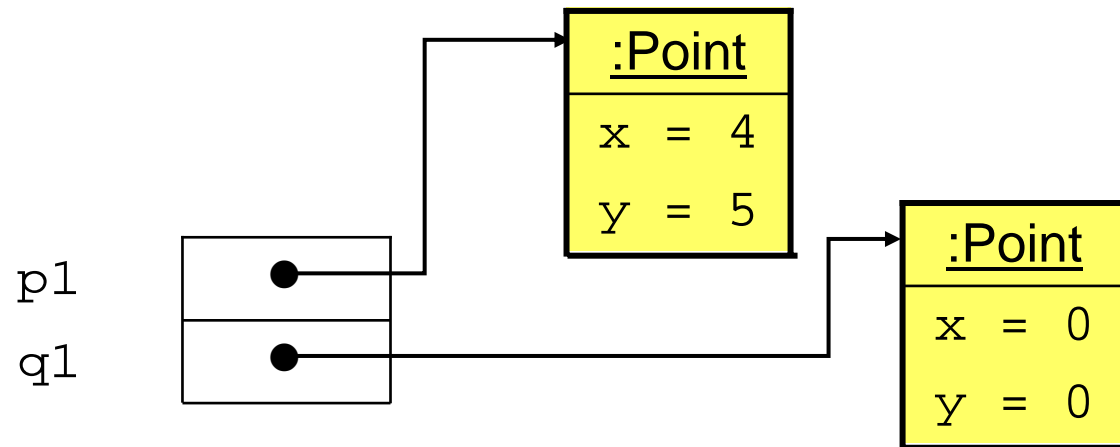 :Point
x = 4
y = 5
:Point
x = 0
y = 0
p1
q1